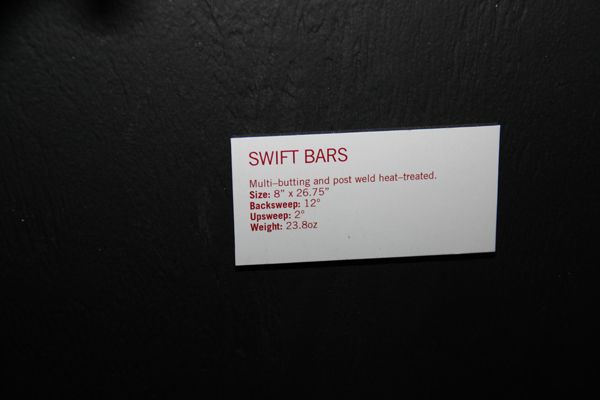 SWIFT BARS
Multi-butting and post weld heat-treated.
Size: 8" x 26.75"
Backsweep: 12°
Upsweep: 2°
Weight: 23.8oz